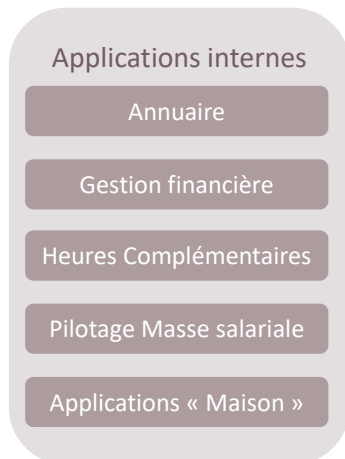 Applications internes
Annuaire
Gestion financière
Heures Complémentaires
Pilotage Masse salariale
Applications « Maison »